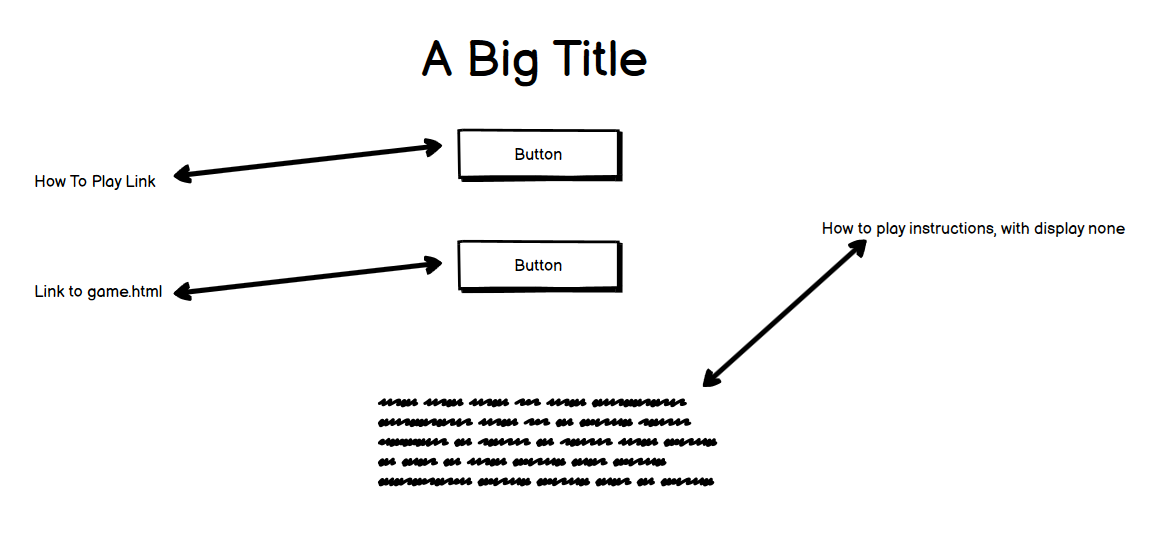 A Big Title
Button
How To Play Link
How to play instructions, with display none
Button
Link to game.html